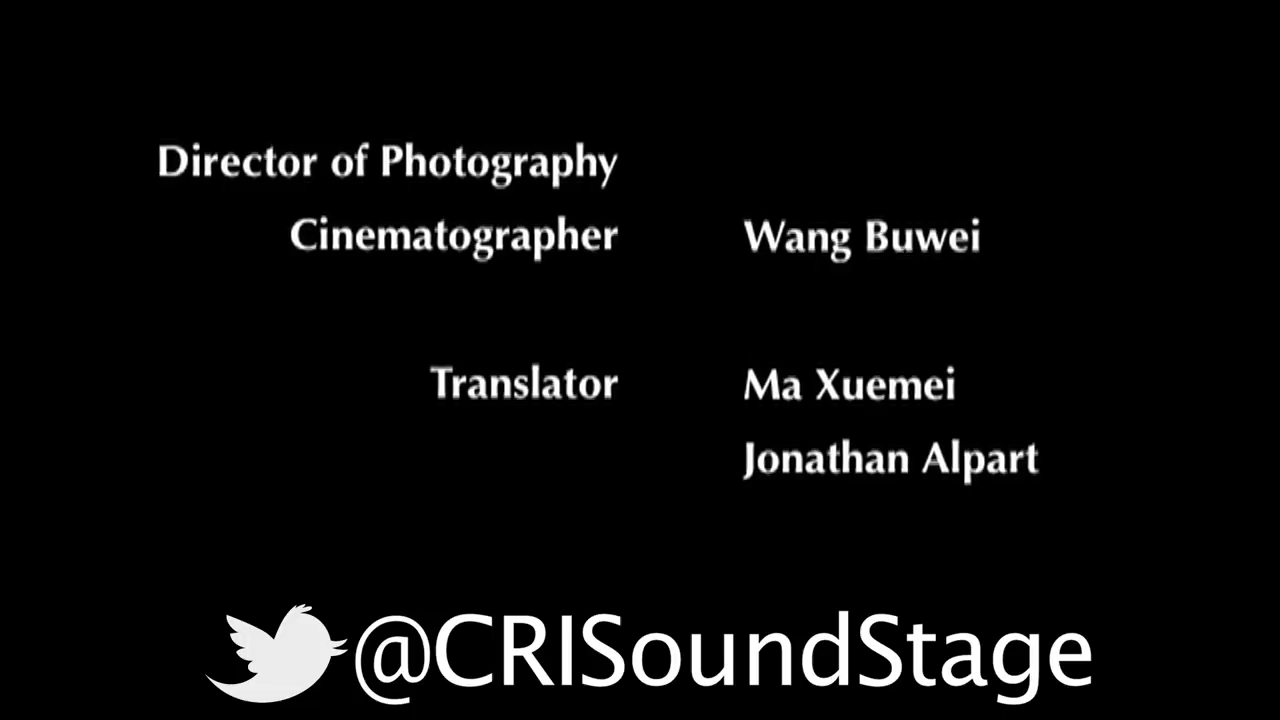 Director of Photography
Cinematographer Wang Buwei
Translator Ma Xuemei
Jonathan Alpart
@CRISoundStage